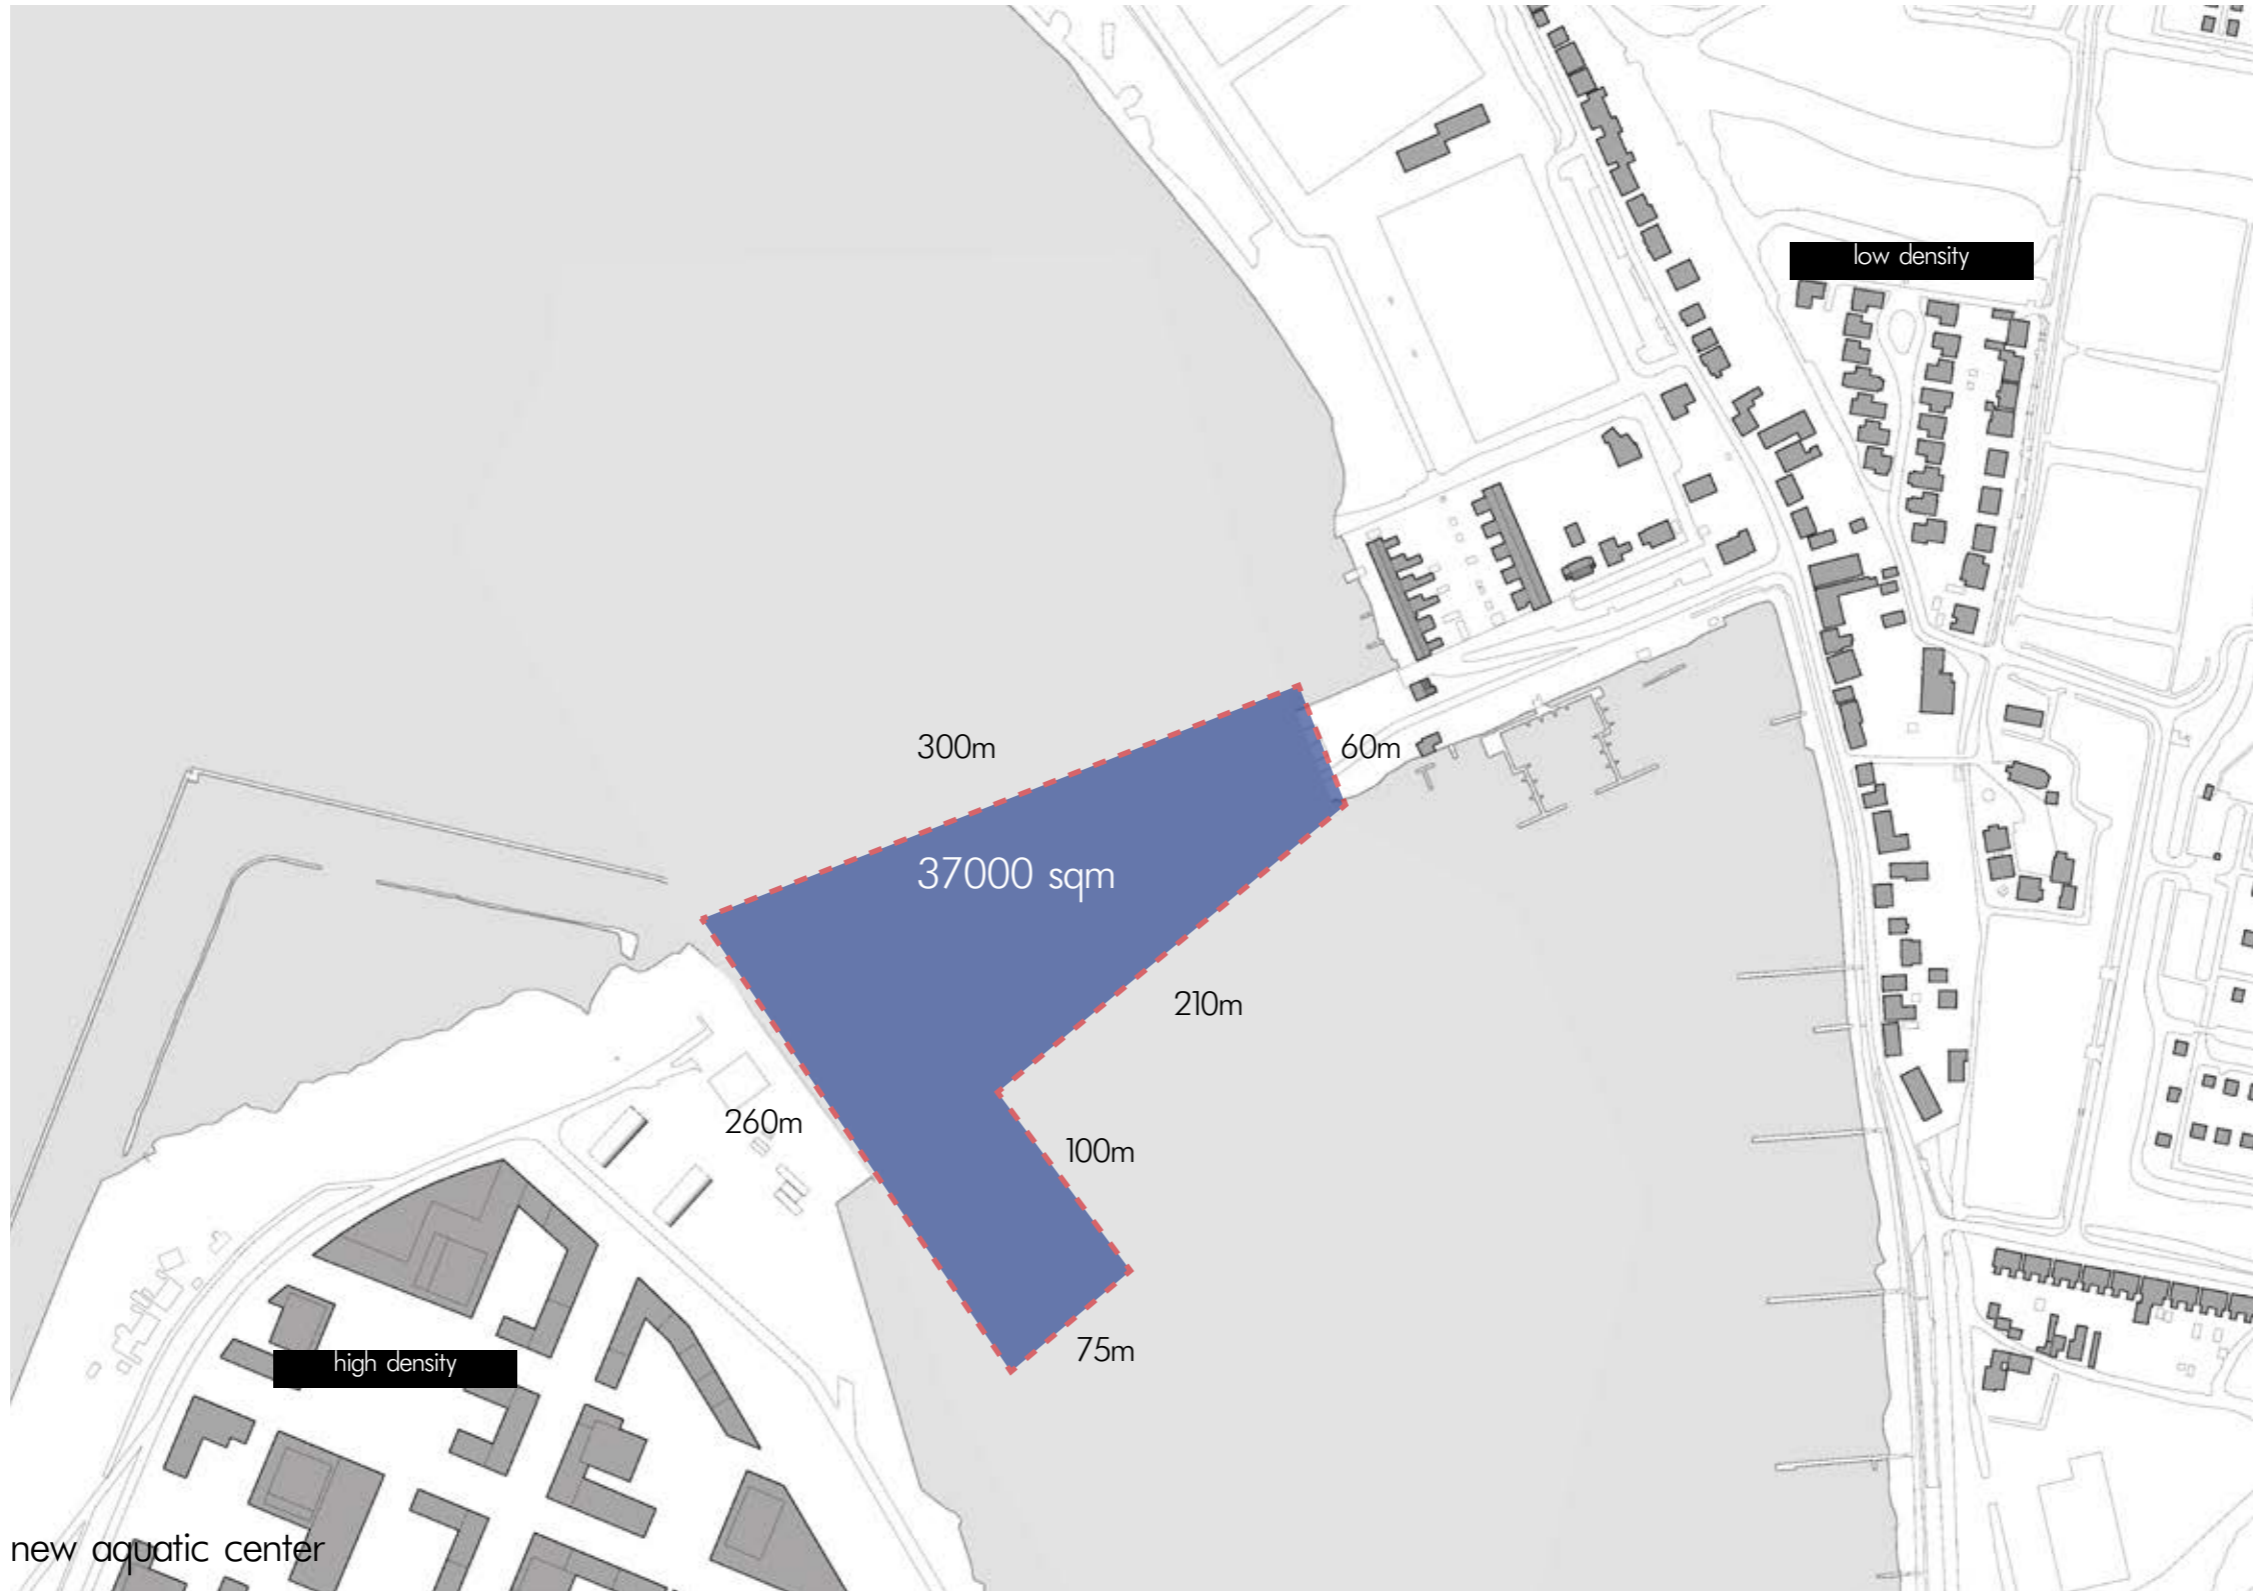 low density
300m
60m
37000 sqm
210m
260m
100m
75m
high density
new aquatic center